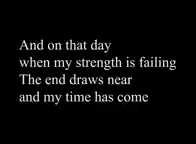 And on that day
when my strength is failing
The end draws near
and my time has come